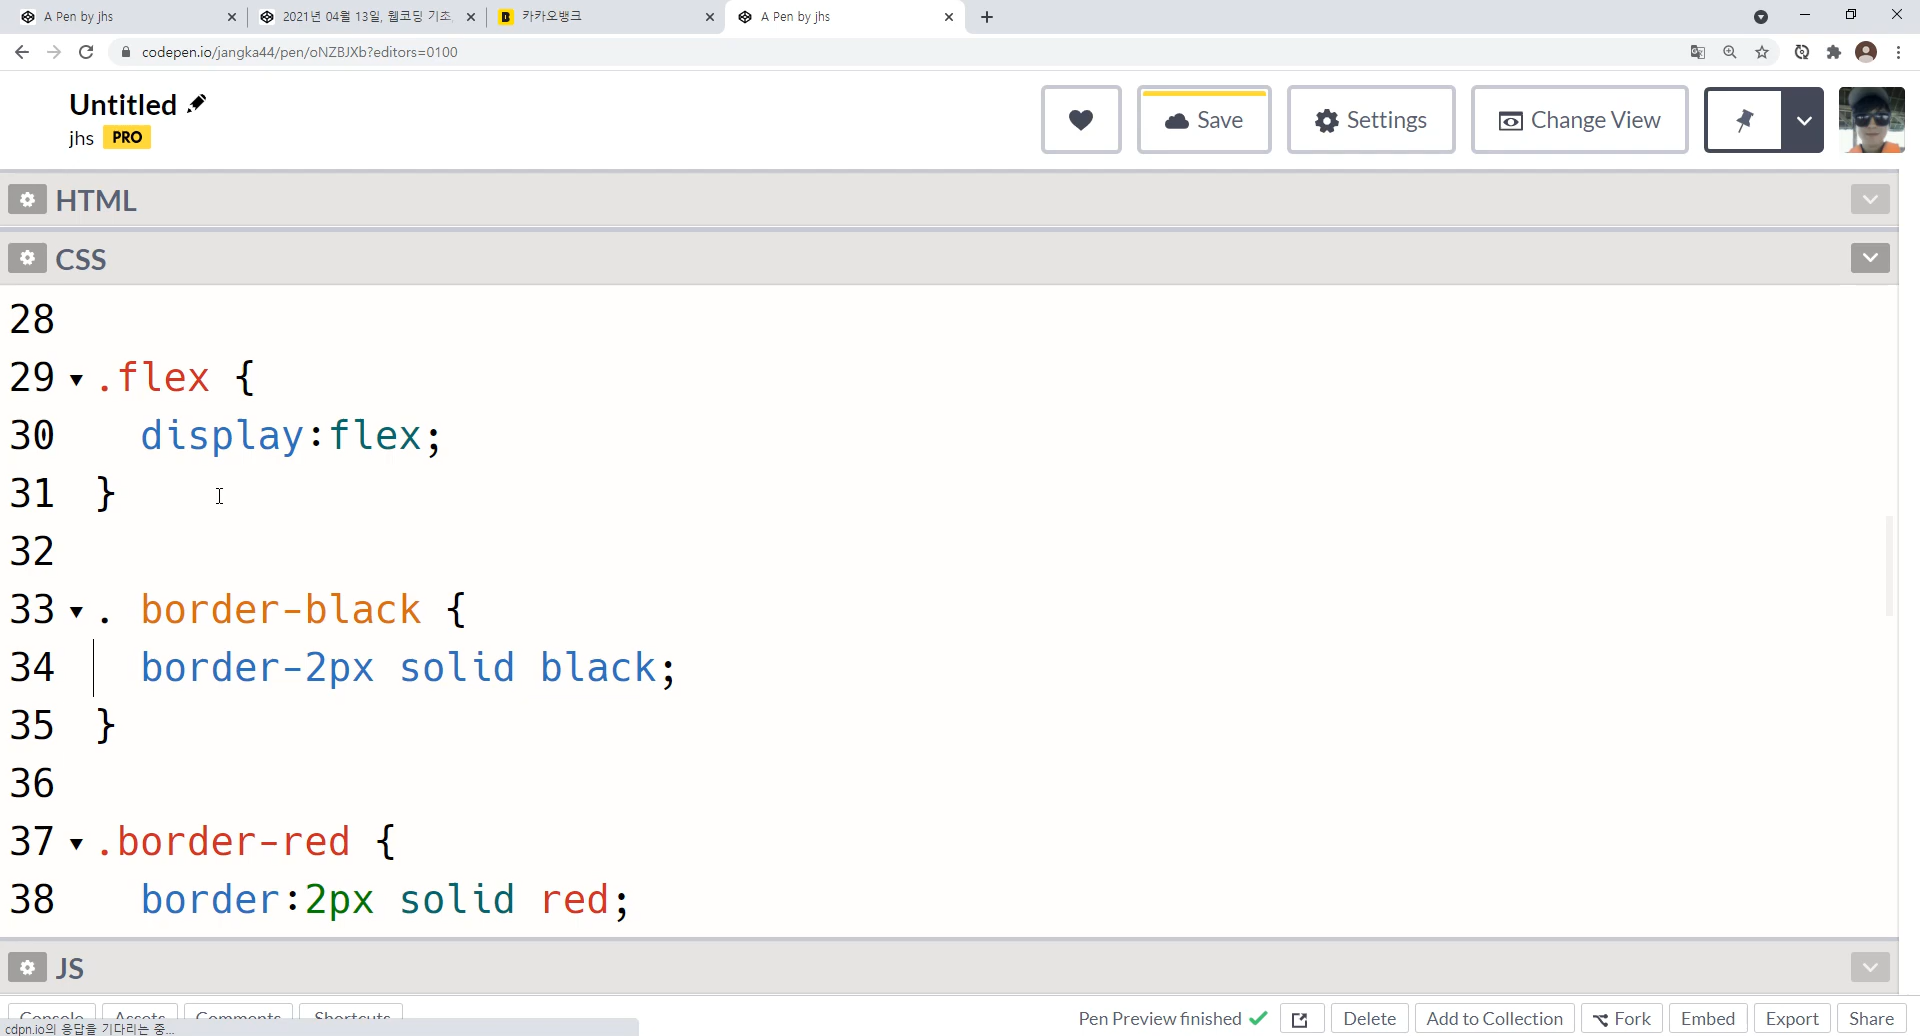 A Pen by jhs
2021년 04월 13일, 웹코딩 기초
카카오뱅크
A Pen by jhs
codepen.io/jangka44/pen/oNZBJXb?editors=0100
Untitled
jhs PRO
Save
Settings
Change View
HTML
CSS
28
29 .flex {
30 display:flex;
31 }
32
33 . border-black {
34 border-2px solid black;
35 }
36
37 .border-red {
38 border:2px solid red;
JS
Console
Assets
Comments
Shortcuts
Pen Preview finished
Delete
Add to Collection
Fork
Embed
Export
Share
cdpn.io의 응답을 기다리는 중...